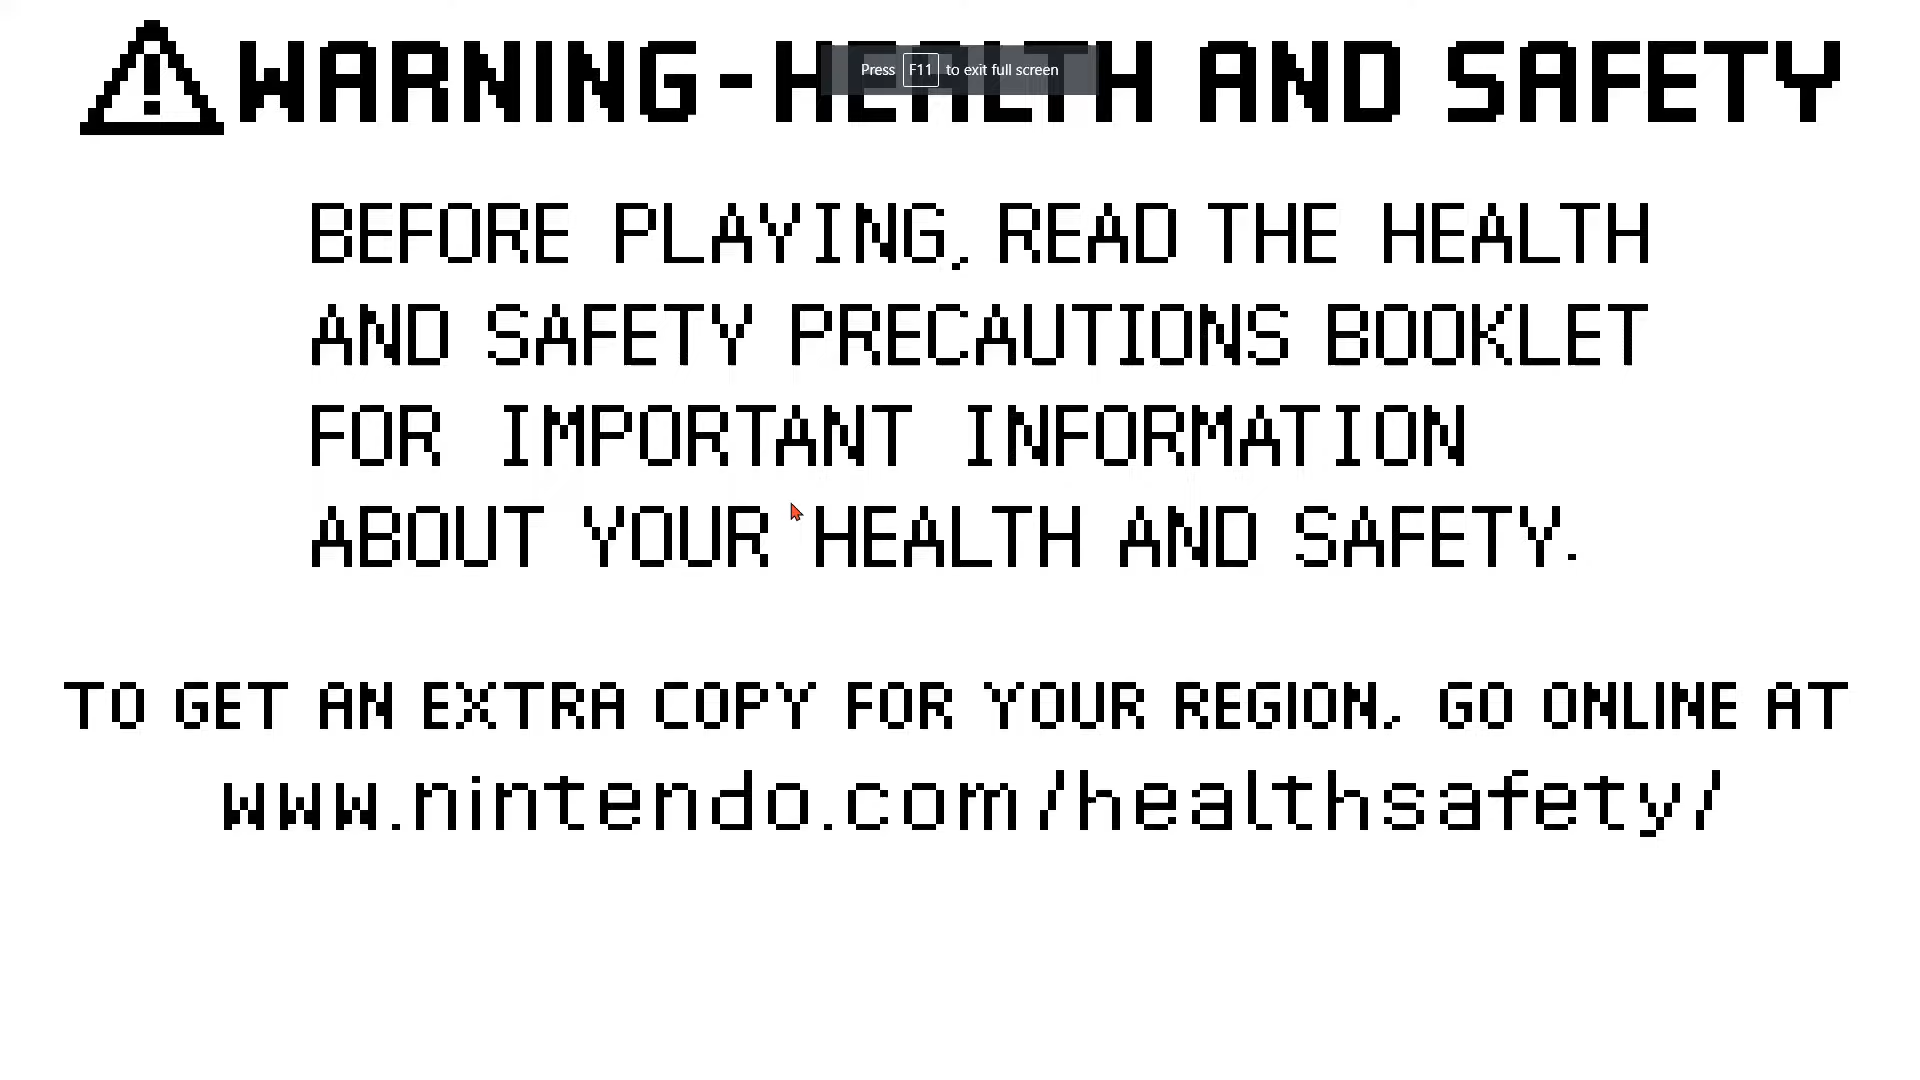 ⚠WARNING-HEALTH AND SAFETY
Press F11 to exit full screen
BEFORE PLAYING, READ THE HEALTH
AND SAFETY PRECAUTIONS BOOKLET
FOR IMPORTANT INFORMATION
ABOUT YOUR HEALTH AND SAFETY.
TO GET AN EXTRA COPY FOR YOUR REGION, GO ONLINE AT
www.nintendo.com/healthsafety/